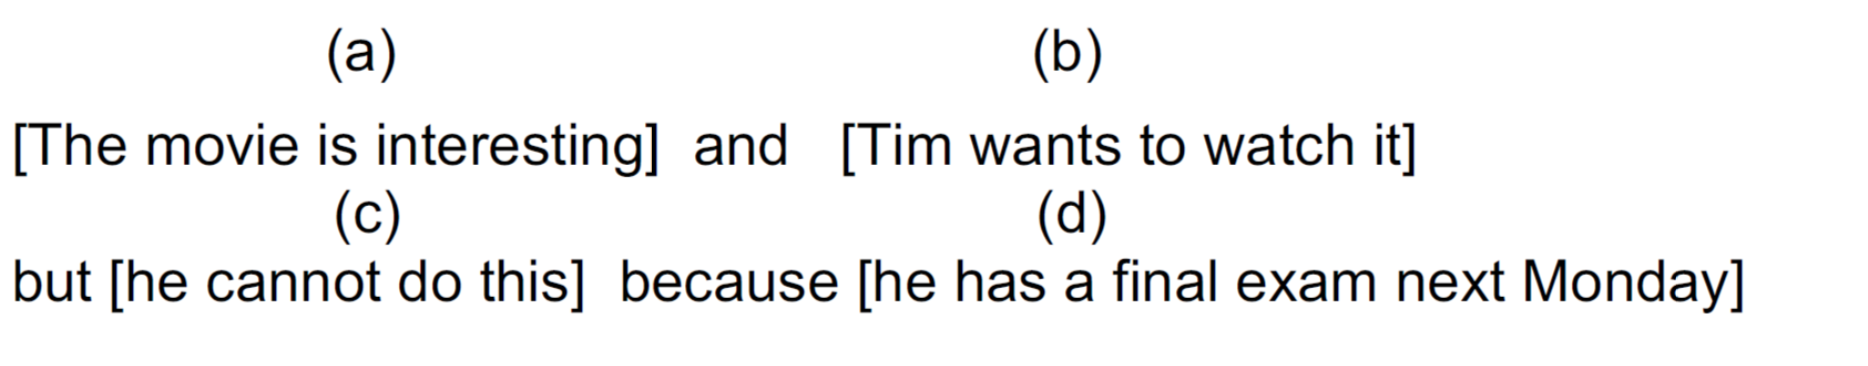 (a) (b)
[The movie is interesting] and [Tim wants to watch it]
(c) (d)
but [he cannot do this] because [he has a final exam next Monday]